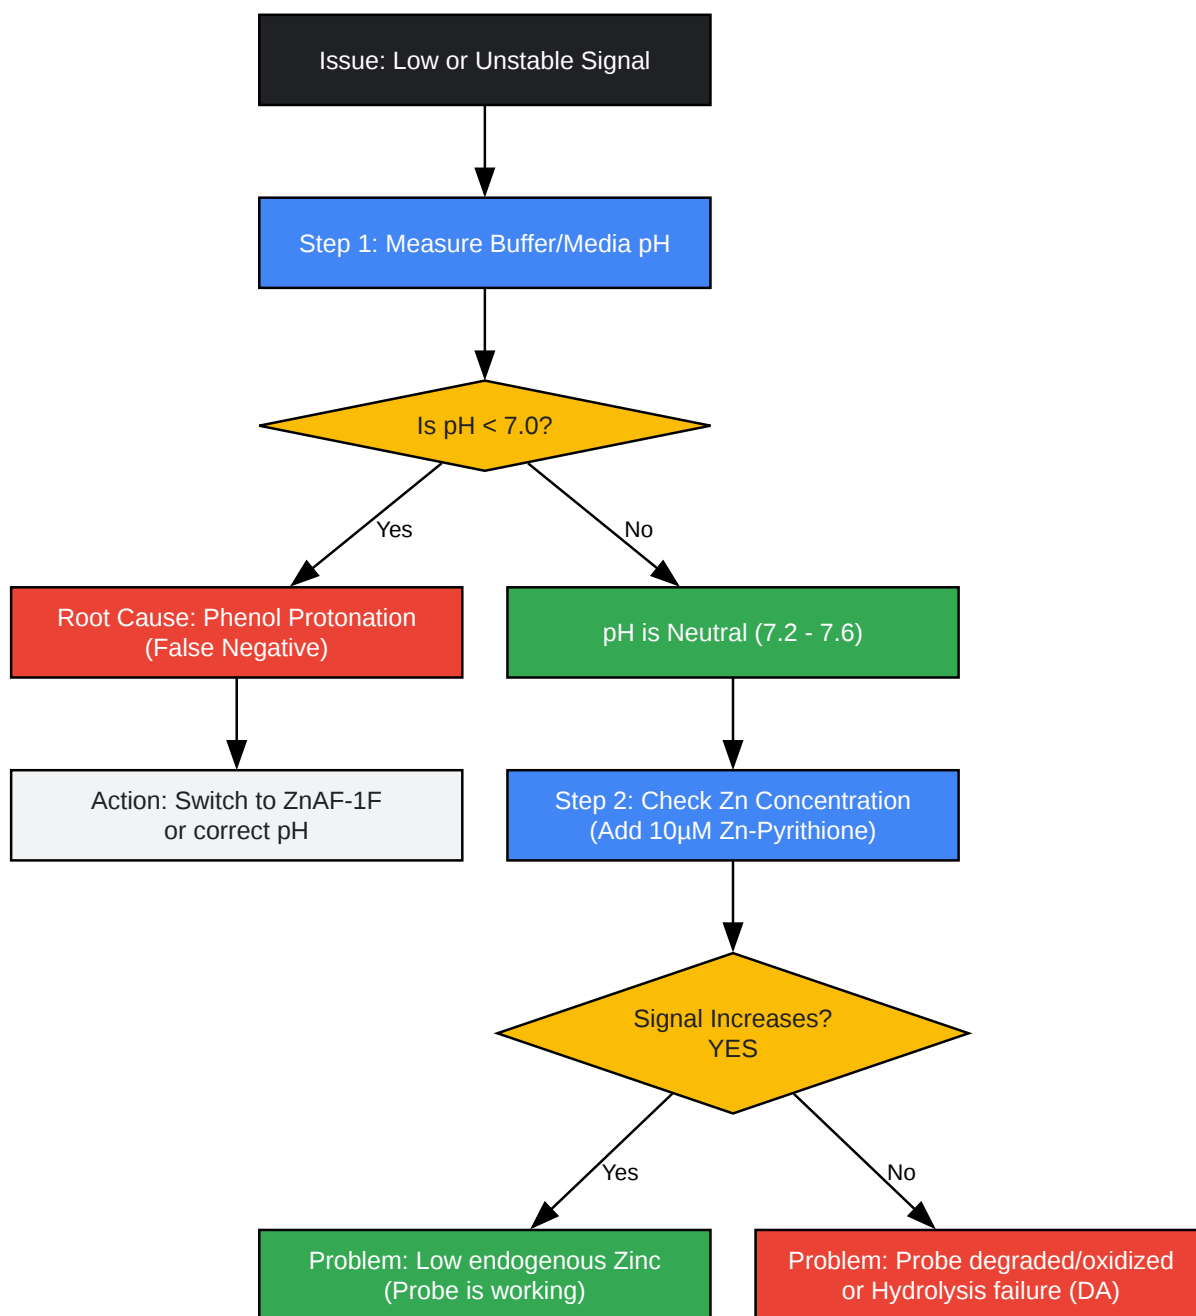 Issue: Low or Unstable Signal
Step 1: Measure Buffer/Media pH
Is pH < 7.0?
Yes
No
Root Cause: Phenol Protonation
(False Negative)
pH is Neutral (7.2 - 7.6)
Action: Switch to ZnAF-1F
or correct pH
Step 2: Check Zn Concentration
(Add 10µM Zn-Pyrithione)
Signal Increases?
YES
Yes
No
Problem: Low endogenous Zinc
(Probe is working)
Problem: Probe degraded/oxidized
or Hydrolysis failure (DA)